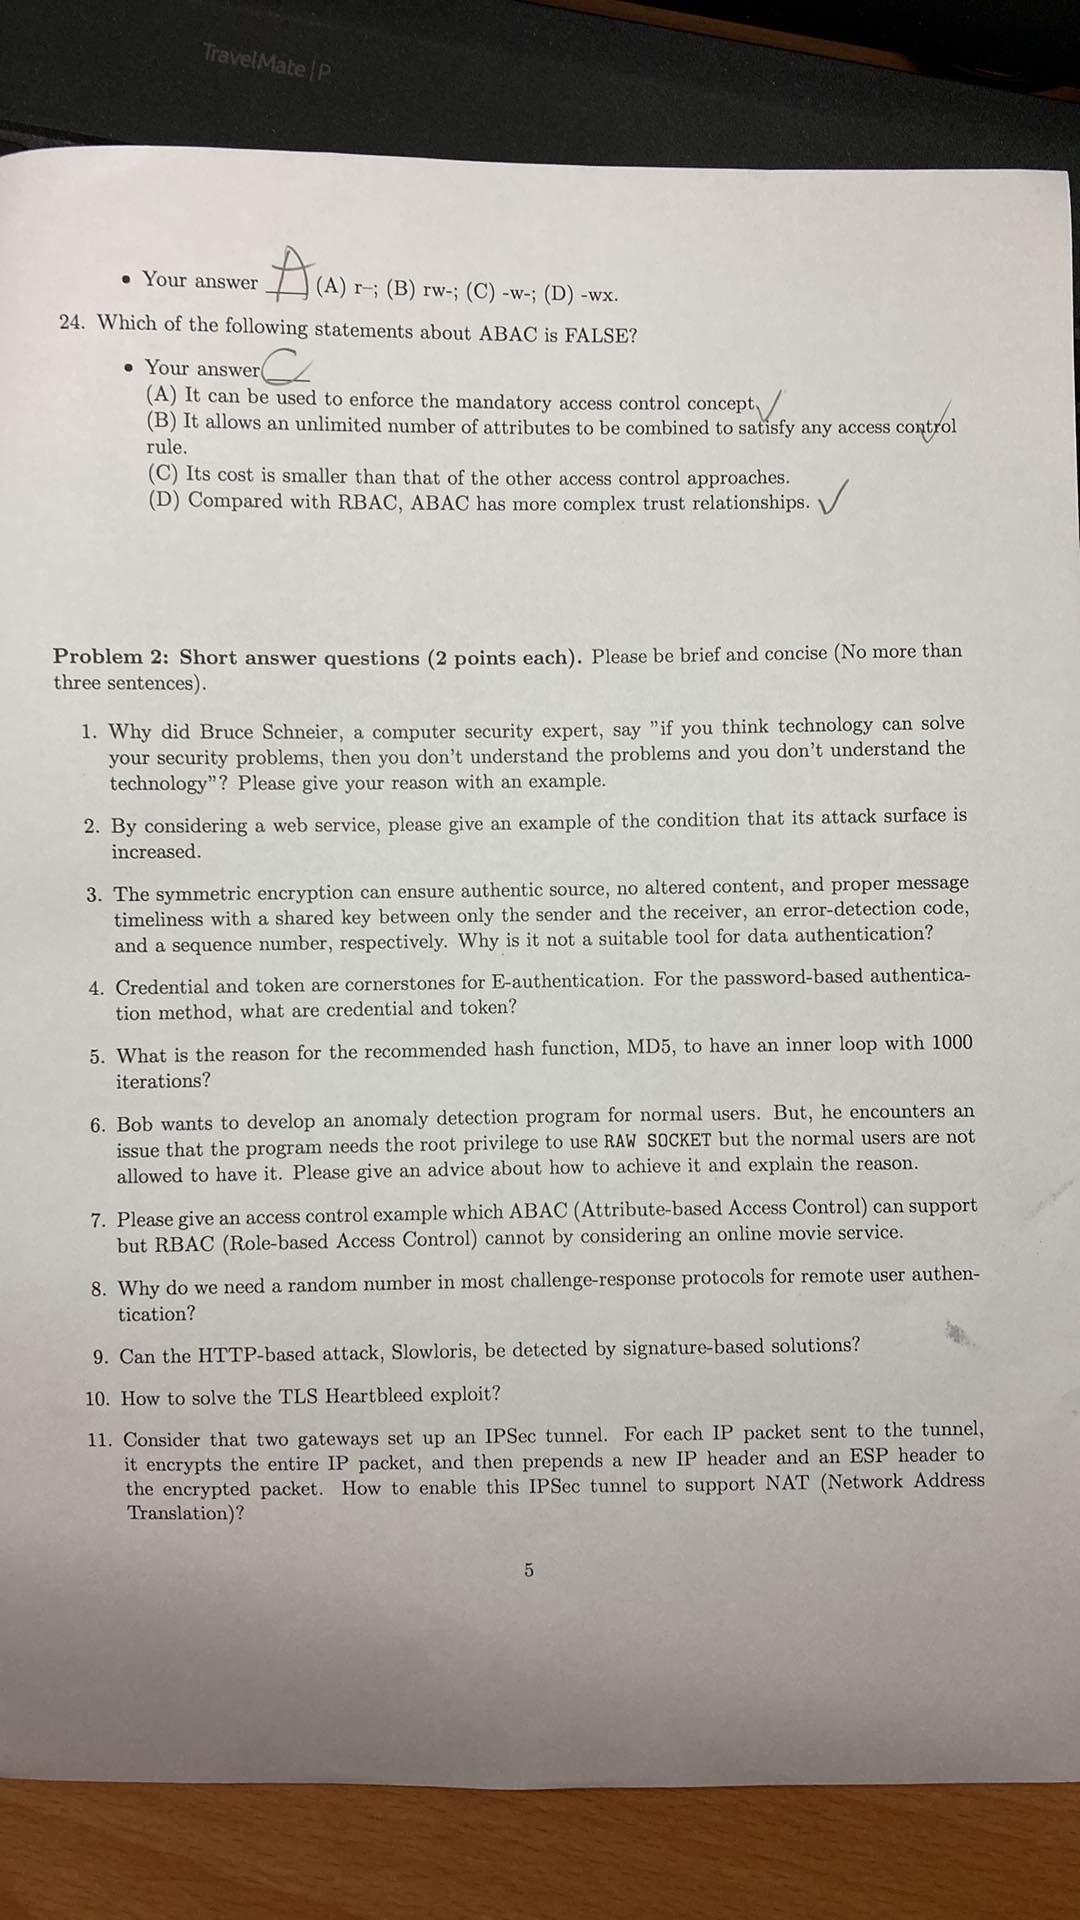 TravelMate | P
• Your answer A (A) r–; (B) rw-; (C) -w-; (D) -wx.
24. Which of the following statements about ABAC is FALSE?
• Your answer C
(A) It can be used to enforce the mandatory access control concept.
(B) It allows an unlimited number of attributes to be combined to satisfy any access control
rule.
(C) Its cost is smaller than that of the other access control approaches.
(D) Compared with RBAC, ABAC has more complex trust relationships.
Problem 2: Short answer questions (2 points each). Please be brief and concise (No more than
three sentences).
1. Why did Bruce Schneier, a computer security expert, say "if you think technology can solve
your security problems, then you don't understand the problems and you don't understand the
technology"? Please give your reason with an example.
2. By considering a web service, please give an example of the condition that its attack surface is
increased.
3. The symmetric encryption can ensure authentic source, no altered content, and proper message
timeliness with a shared key between only the sender and the receiver, an error-detection code,
and a sequence number, respectively. Why is it not a suitable tool for data authentication?
4. Credential and token are cornerstones for E-authentication. For the password-based authentica-
tion method, what are credential and token?
5. What is the reason for the recommended hash function, MD5, to have an inner loop with 1000
iterations?
6. Bob wants to develop an anomaly detection program for normal users. But, he encounters an
issue that the program needs the root privilege to use RAW SOCKET but the normal users are not
allowed to have it. Please give an advice about how to achieve it and explain the reason.
7. Please give an access control example which ABAC (Attribute-based Access Control) can support
but RBAC (Role-based Access Control) cannot by considering an online movie service.
8. Why do we need a random number in most challenge-response protocols for remote user authen-
tication?
9. Can the HTTP-based attack, Slowloris, be detected by signature-based solutions?
10. How to solve the TLS Heartbleed exploit?
11. Consider that two gateways set up an IPSec tunnel. For each IP packet sent to the tunnel,
it encrypts the entire IP packet, and then prepends a new IP header and an ESP header to
the encrypted packet. How to enable this IPSec tunnel to support NAT (Network Address
Translation)?
5